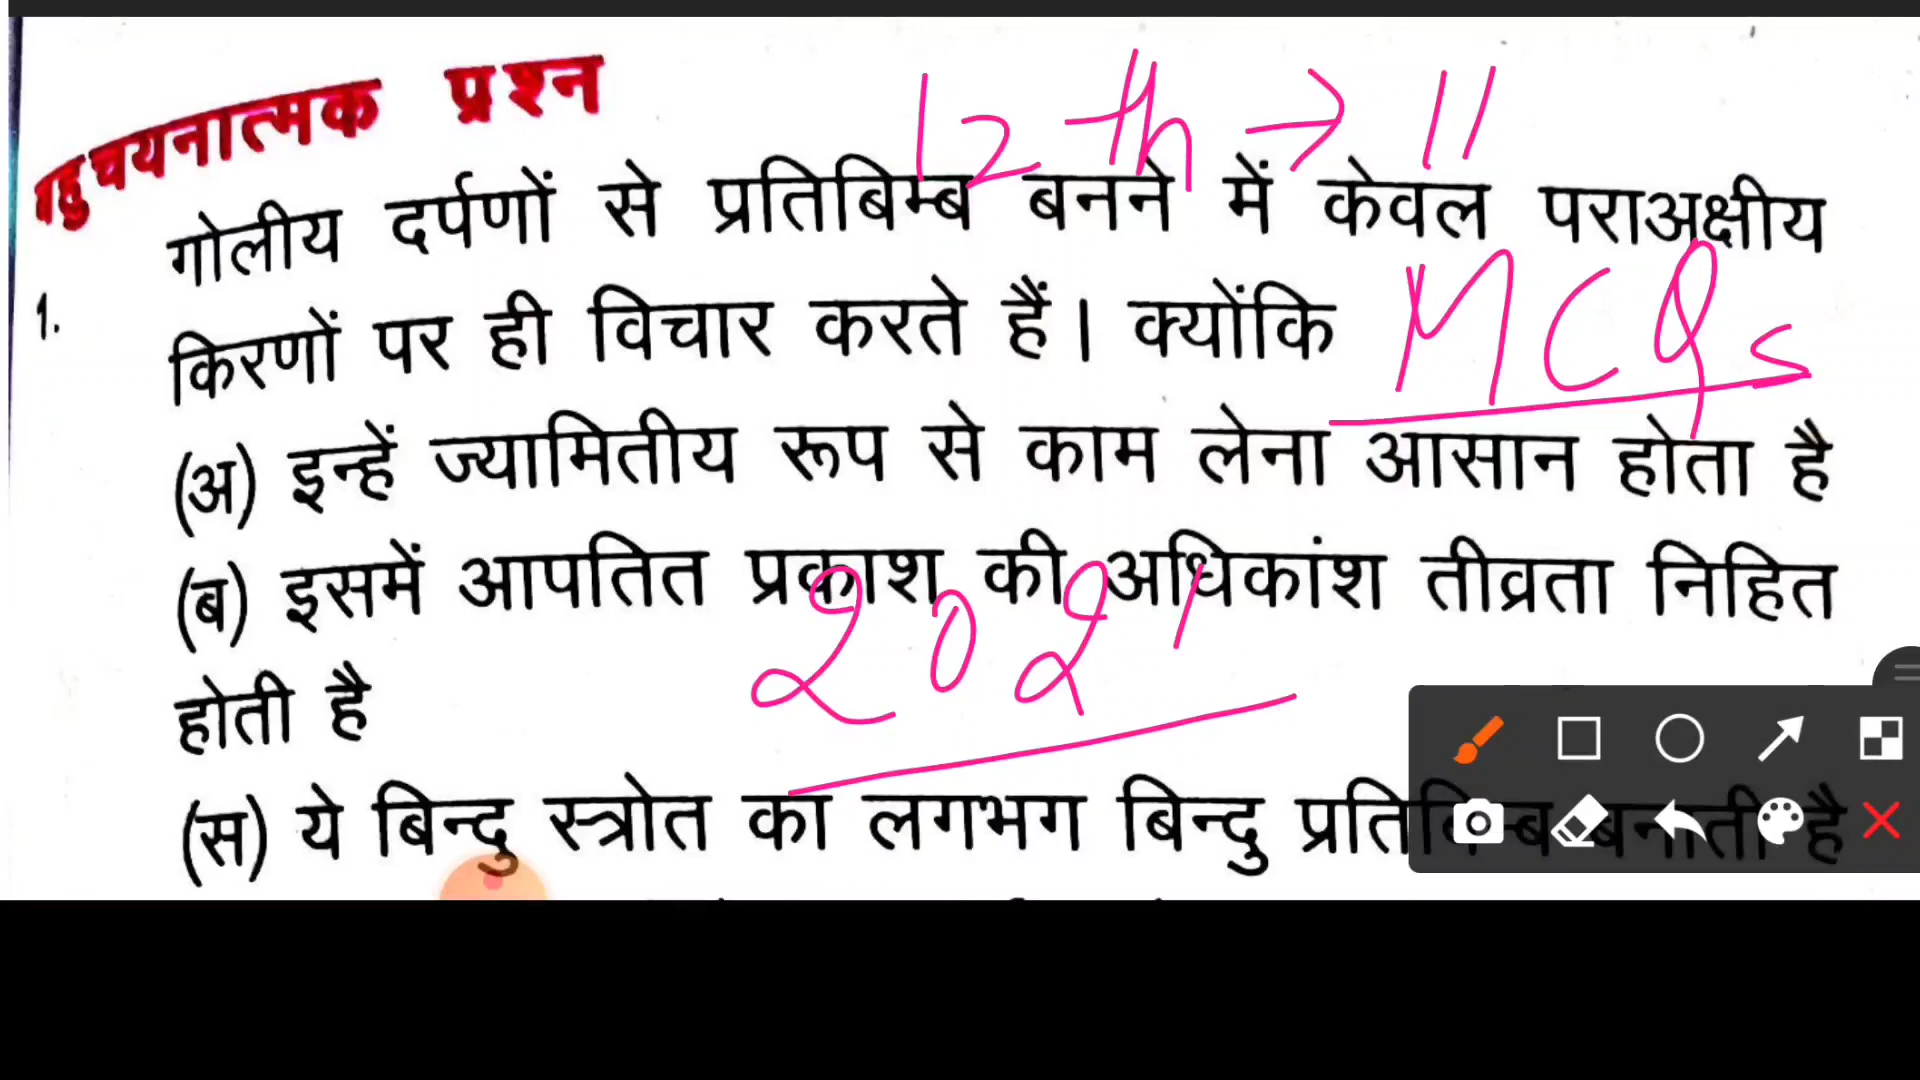 बहुचयनात्मक प्रश्न
12th → 11
1. गोलीय दर्पणों से प्रतिबिम्ब बनने में केवल पराअक्षीय
किरणों पर ही विचार करते हैं। क्योंकि
MCQs
(अ) इन्हें ज्यामितीय रूप से काम लेना आसान होता है
(ब) इसमें आपतित प्रकाश की अधिकांश तीव्रता निहित
2021
होती है
(स) ये बिन्दु स्त्रोत का लगभग बिन्दु प्रतिबिम्ब बनाती है